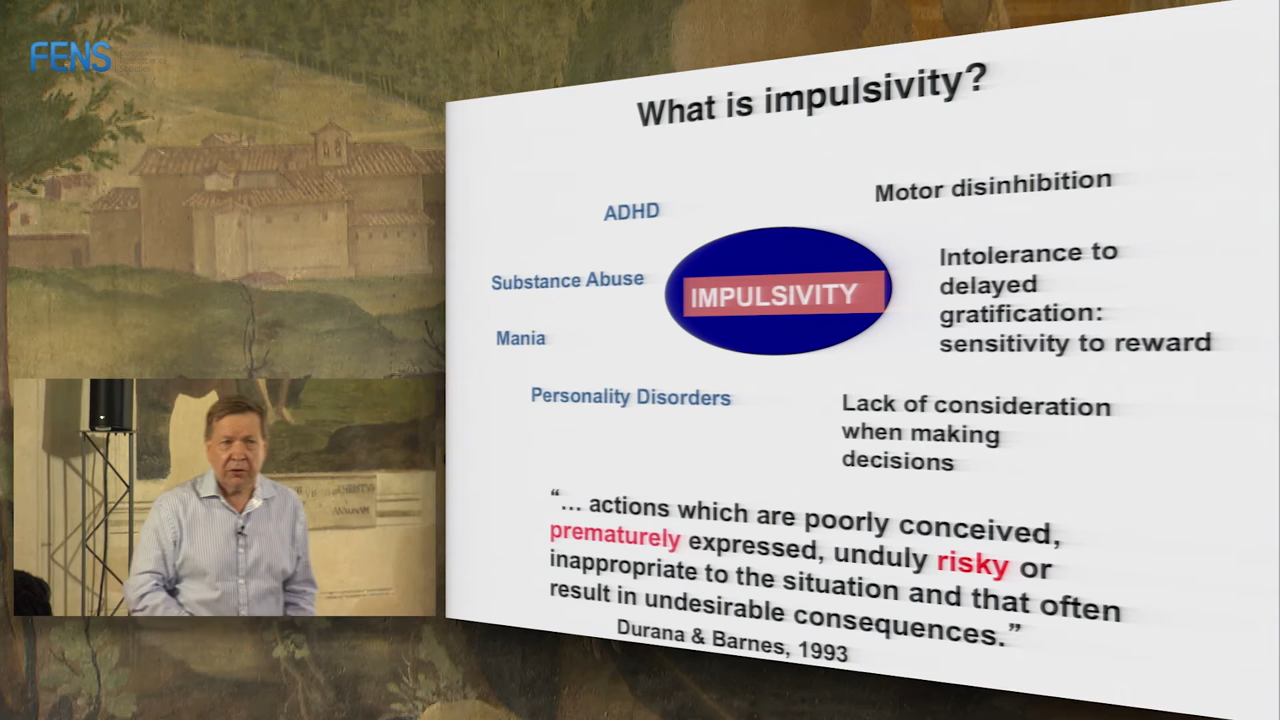 FENS
What is impulsivity?
Motor disinhibition
ADHD
Intolerance to
delayed
gratification:
sensitivity to reward
Substance Abuse
IMPULSIVITY
Mania
Personality Disorders
Lack of consideration
when making
decisions
“... actions which are poorly conceived,
prematurely expressed, unduly risky or
inappropriate to the situation and that often
result in undesirable consequences.”
Durana & Barnes, 1993